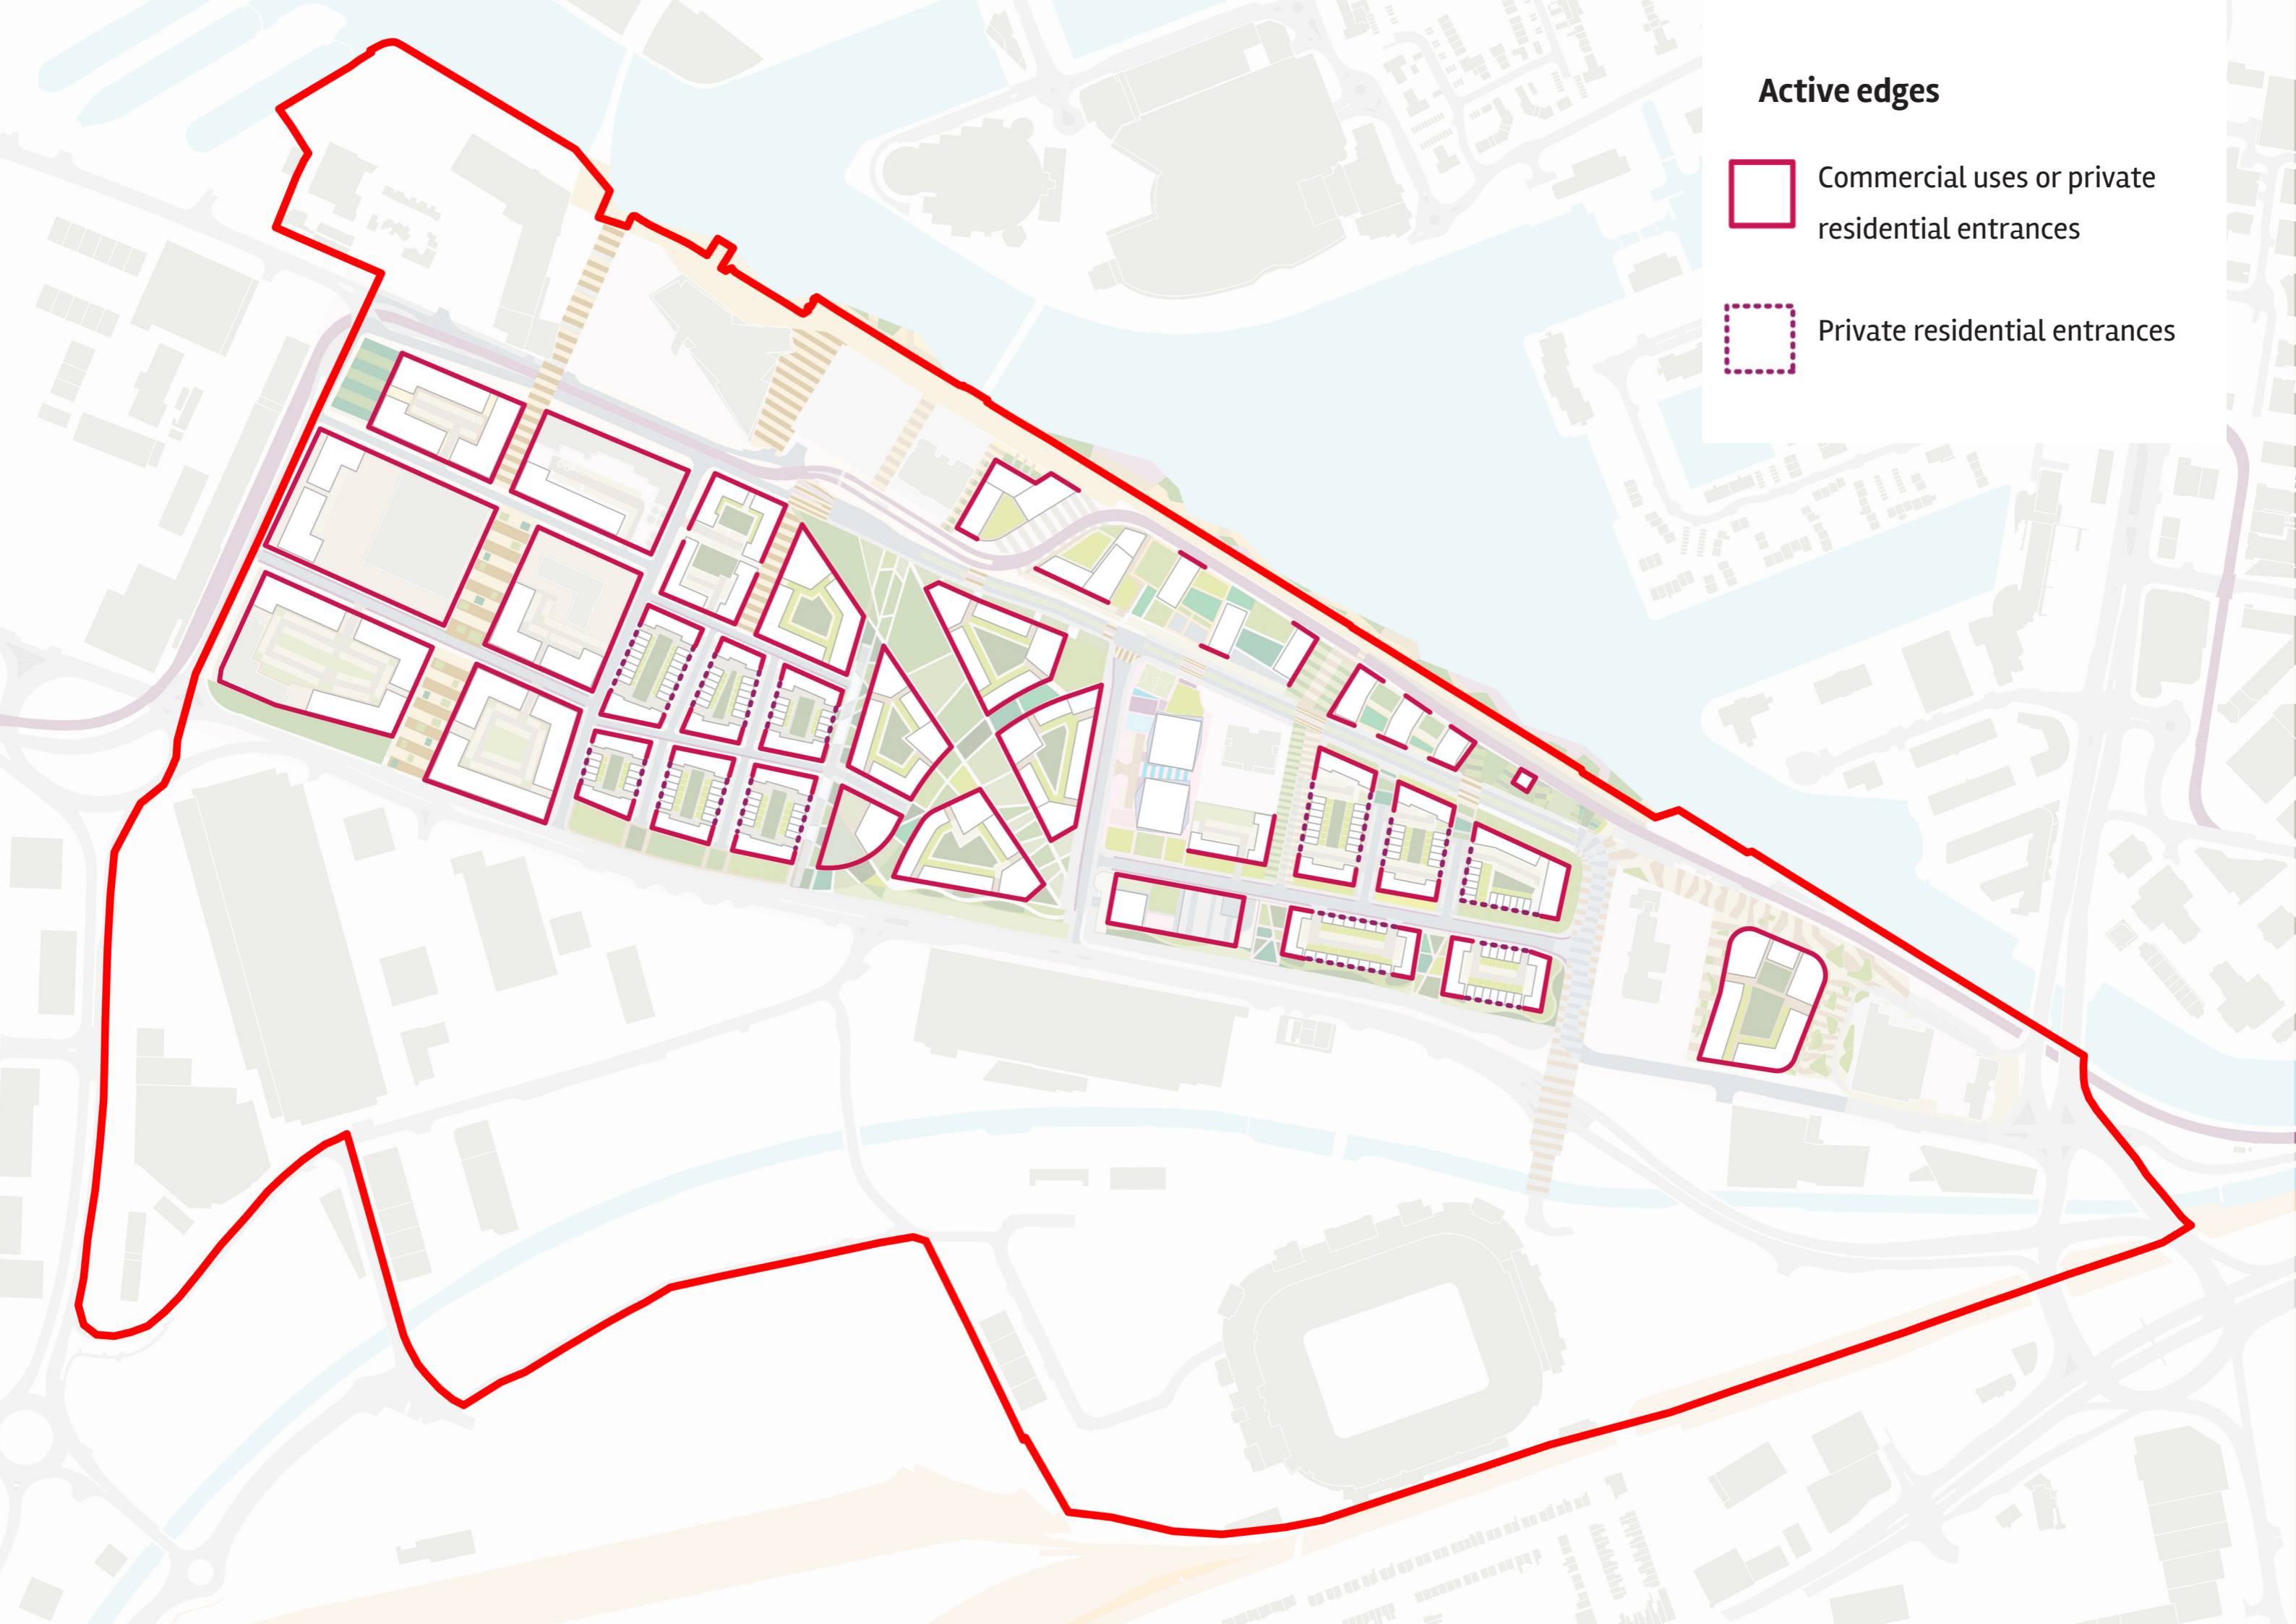 Active edges
Commercial uses or private
residential entrances
Private residential entrances